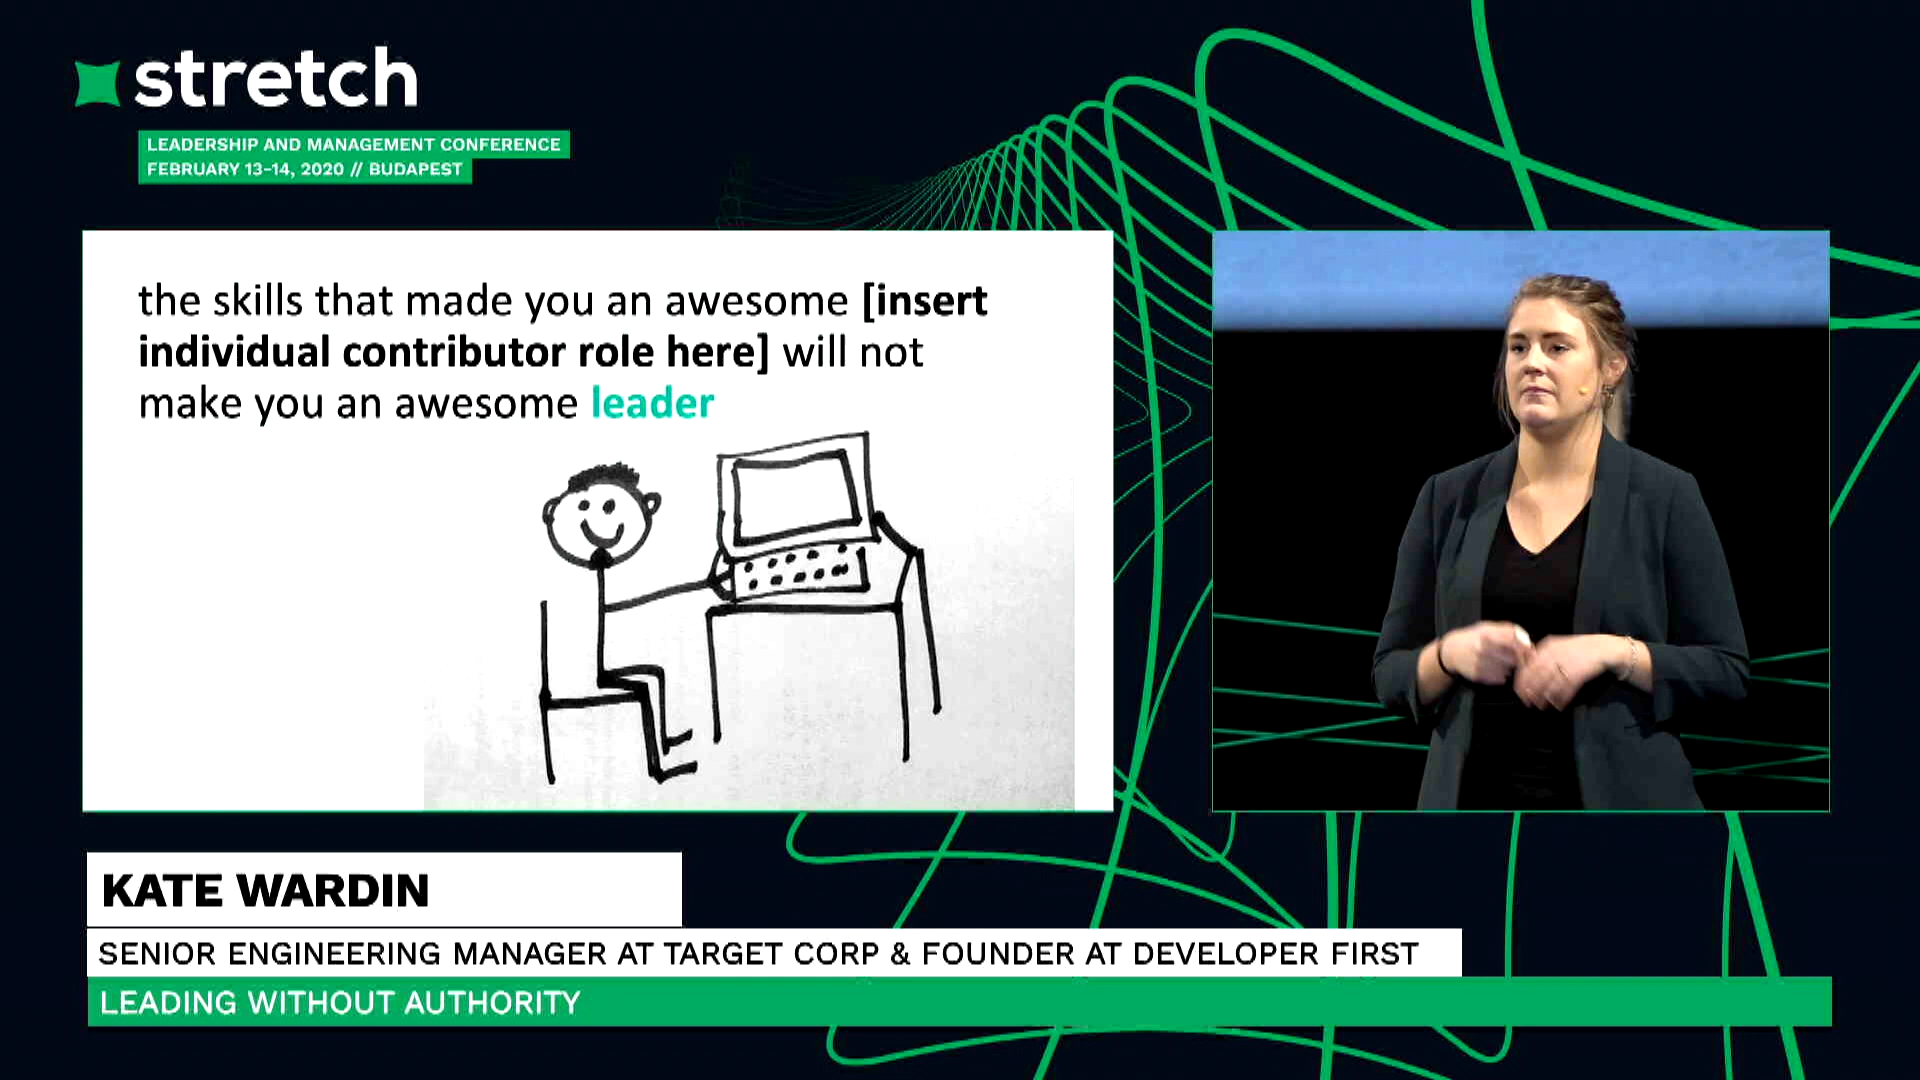 stretch
LEADERSHIP AND MANAGEMENT CONFERENCE
FEBRUARY 13-14, 2020 // BUDAPEST
the skills that made you an awesome [insert
individual contributor role here] will not
make you an awesome leader
KATE WARDIN
SENIOR ENGINEERING MANAGER AT TARGET CORP & FOUNDER AT DEVELOPER FIRST
LEADING WITHOUT AUTHORITY